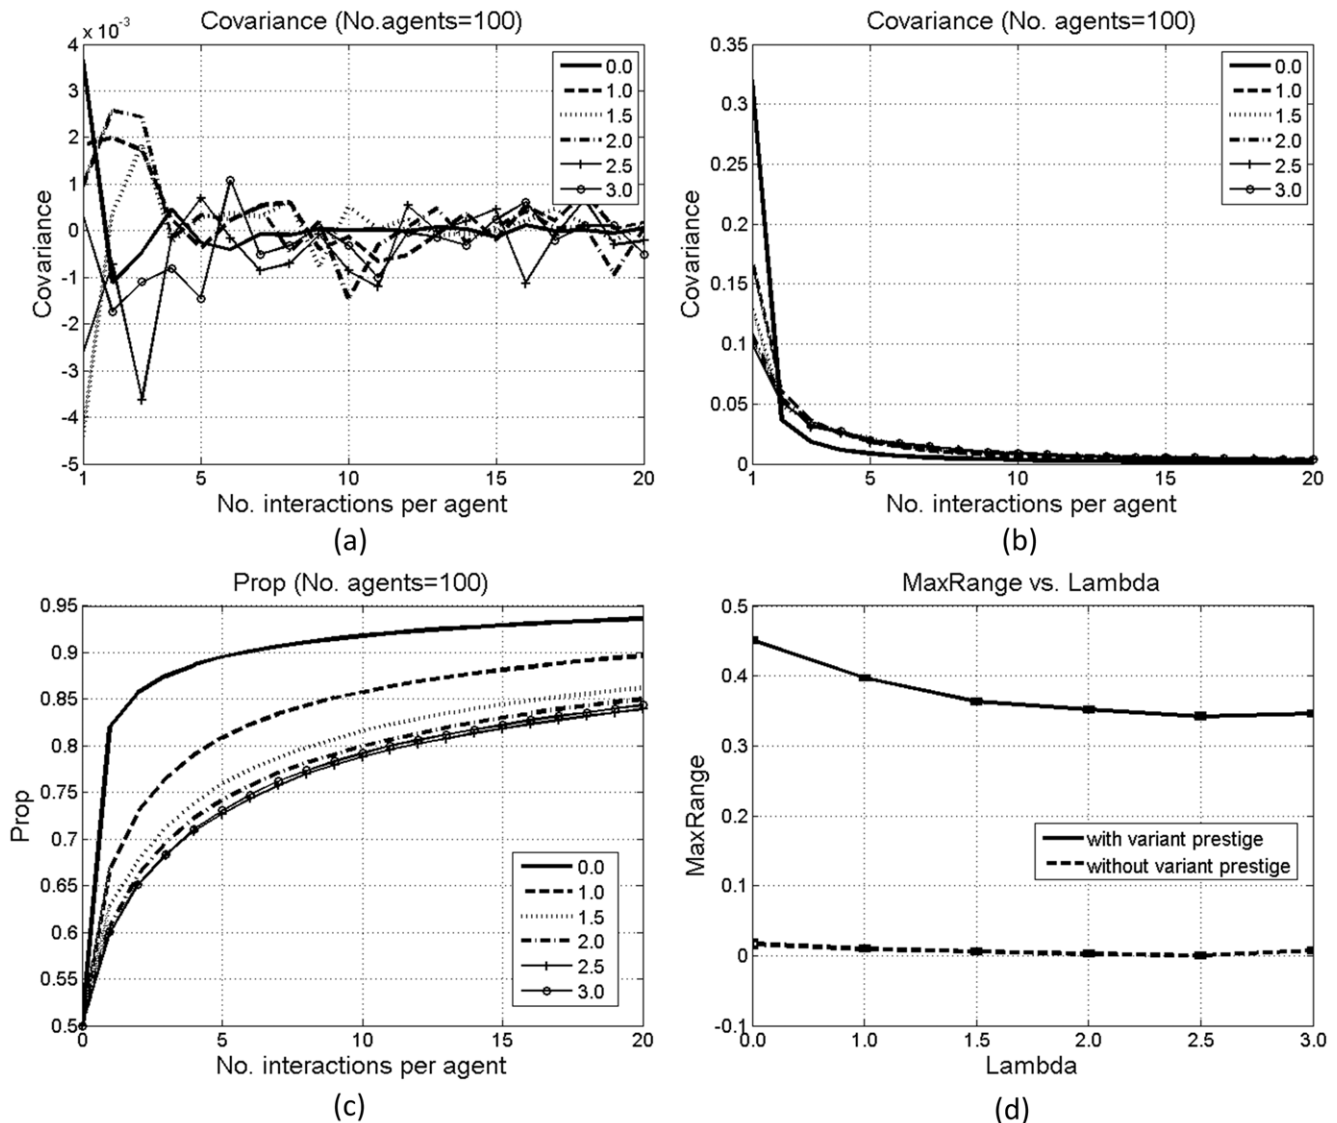 Covariance (No.agents=100)
x 10⁻³
4
3
2
1
0
-1
-2
-3
-4
-5
Covariance
0.0
1.0
1.5
2.0
2.5
3.0
1 5 10 15 20
No. interactions per agent
(a)
Covariance (No. agents=100)
0.35
0.3
0.25
0.2
0.15
0.1
0.05
0
Covariance
0.0
1.0
1.5
2.0
2.5
3.0
1 5 10 15 20
No. interactions per agent
(b)
Prop (No. agents=100)
0.95
0.9
0.85
0.8
0.75
0.7
0.65
0.6
0.55
0.5
Prop
0.0
1.0
1.5
2.0
2.5
3.0
0 5 10 15 20
No. interactions per agent
(c)
MaxRange vs. Lambda
0.5
0.4
0.3
0.2
0.1
0
-0.1
MaxRange
with variant prestige
without variant prestige
0.0 1.0 1.5 2.0 2.5 3.0
Lambda
(d)